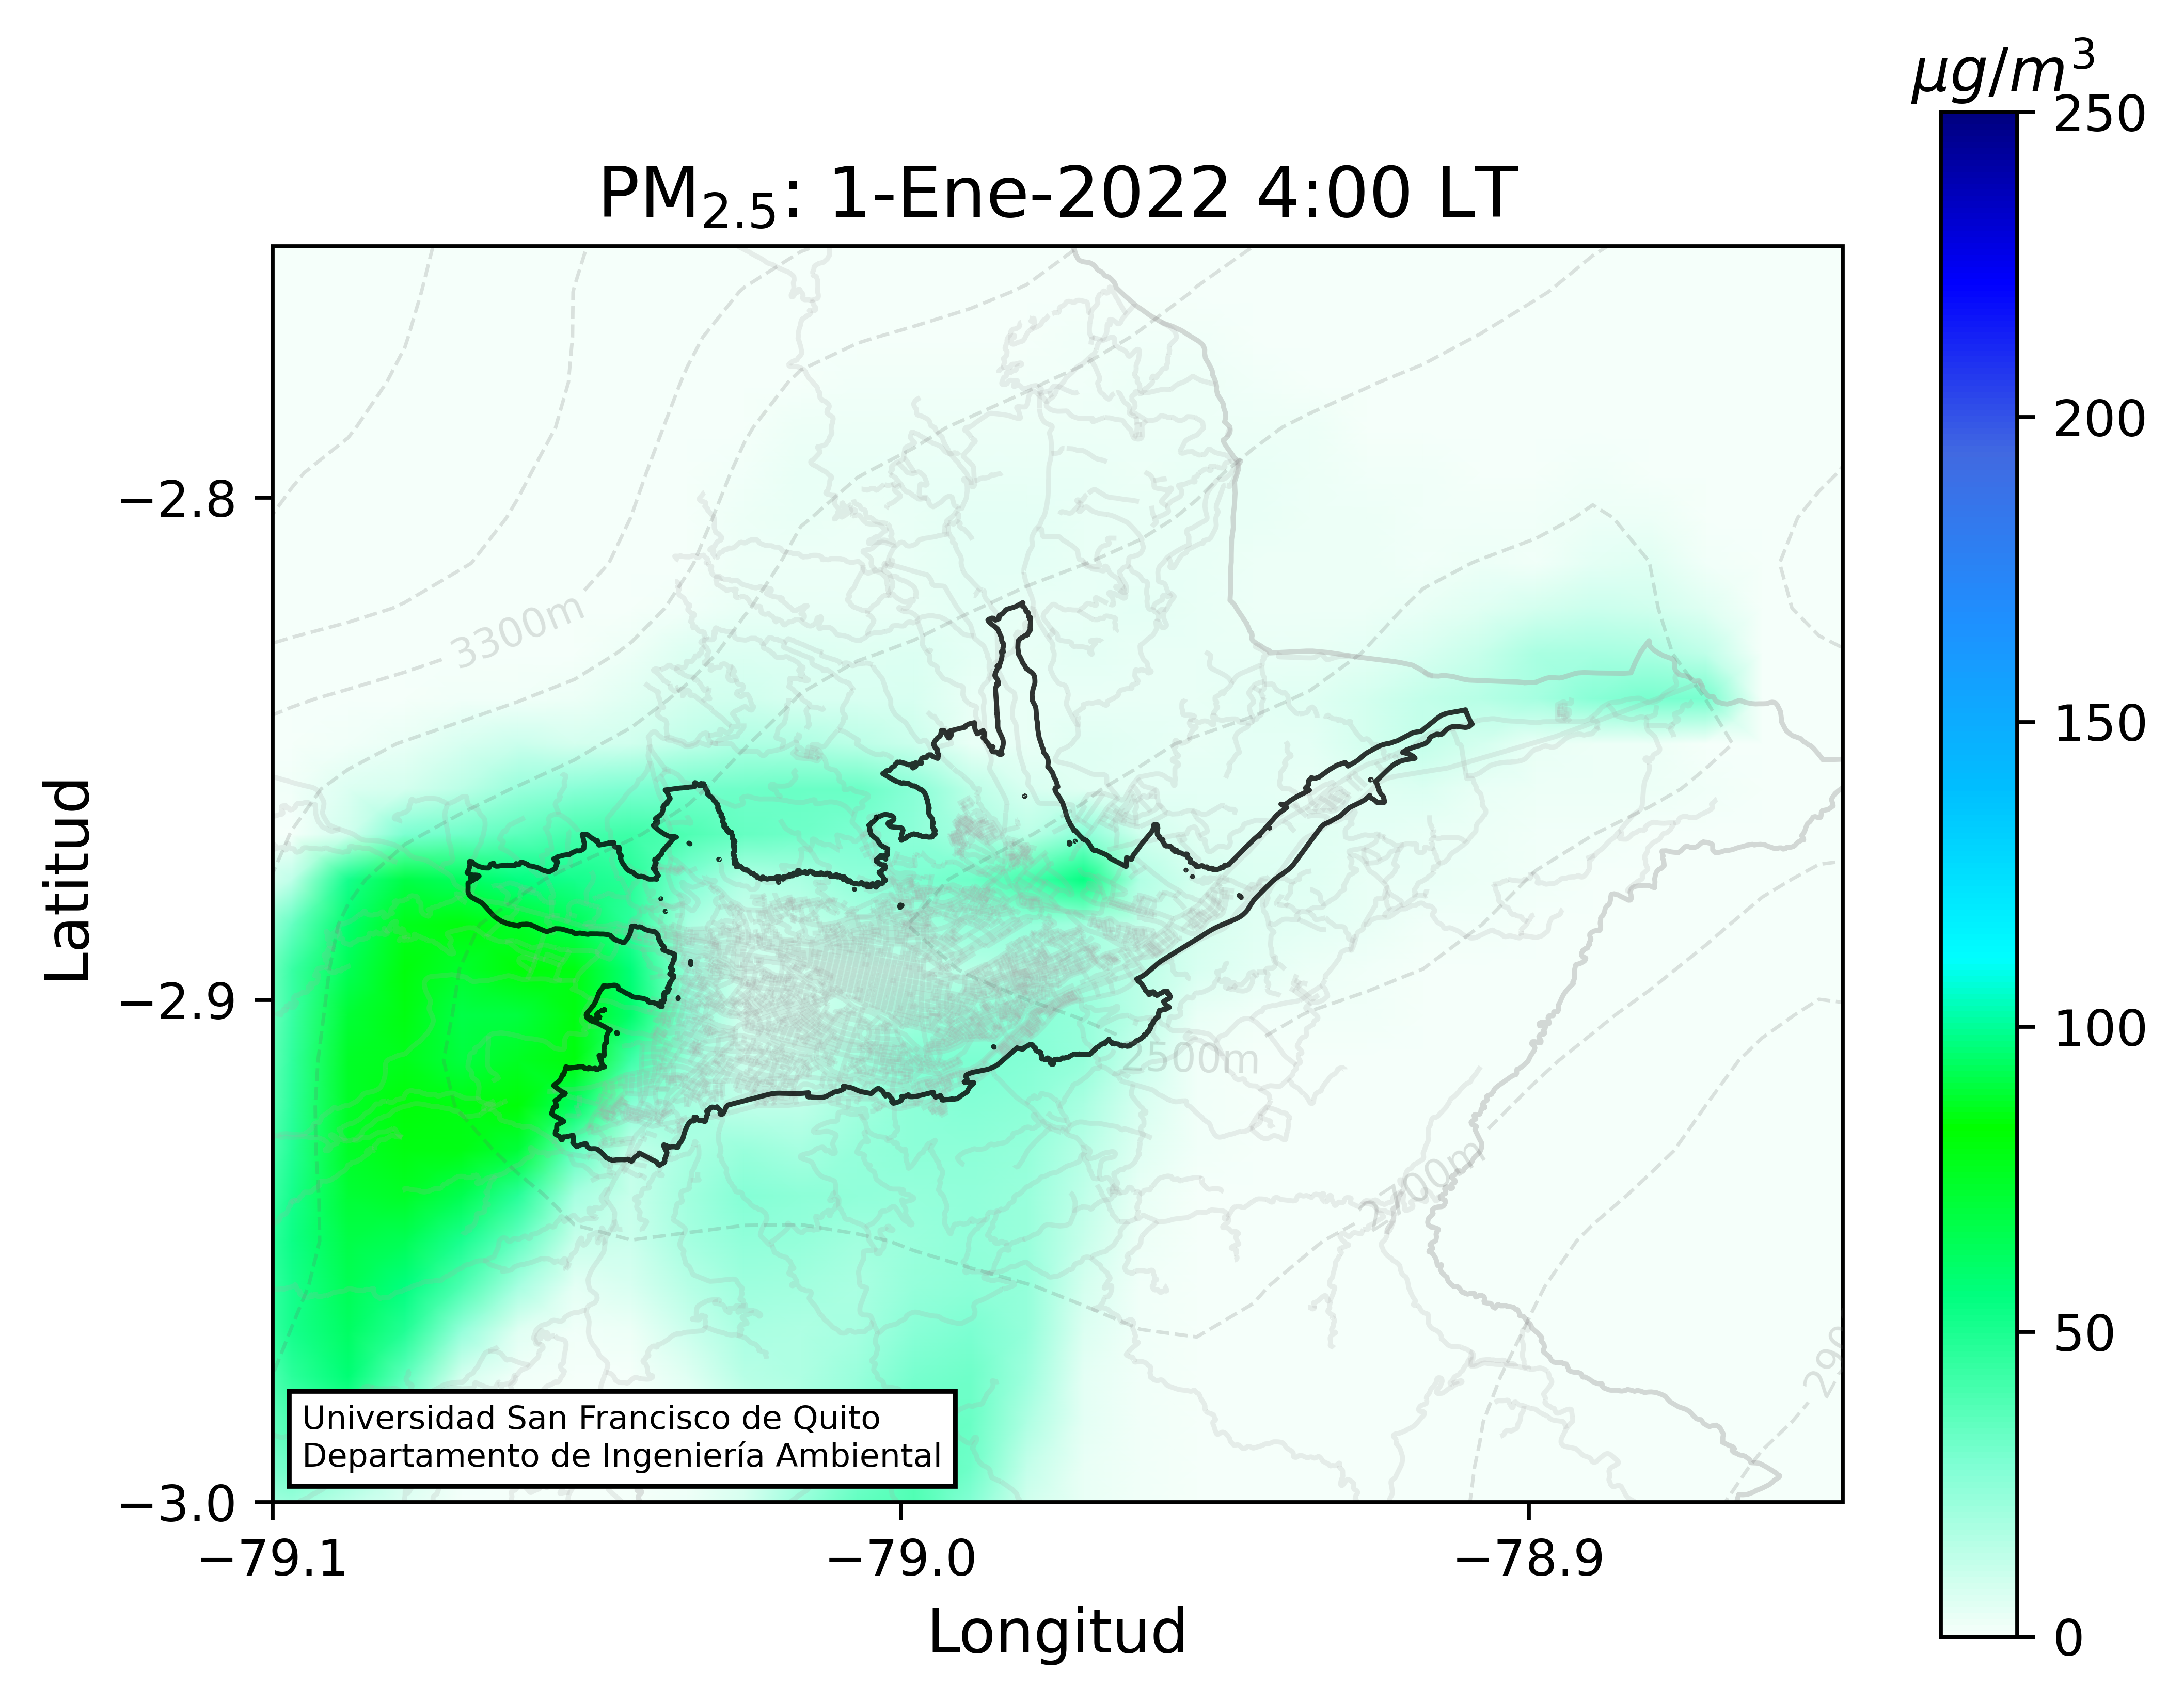 µg/m³
PM₂.₅: 1-Ene-2022 4:00 LT
250
200
150
100
50
0
Latitud
−2.8
−2.9
−3.0
3300m
2500m
2700m
Universidad San Francisco de Quito
Departamento de Ingeniería Ambiental
−79.1
−79.0
−78.9
Longitud